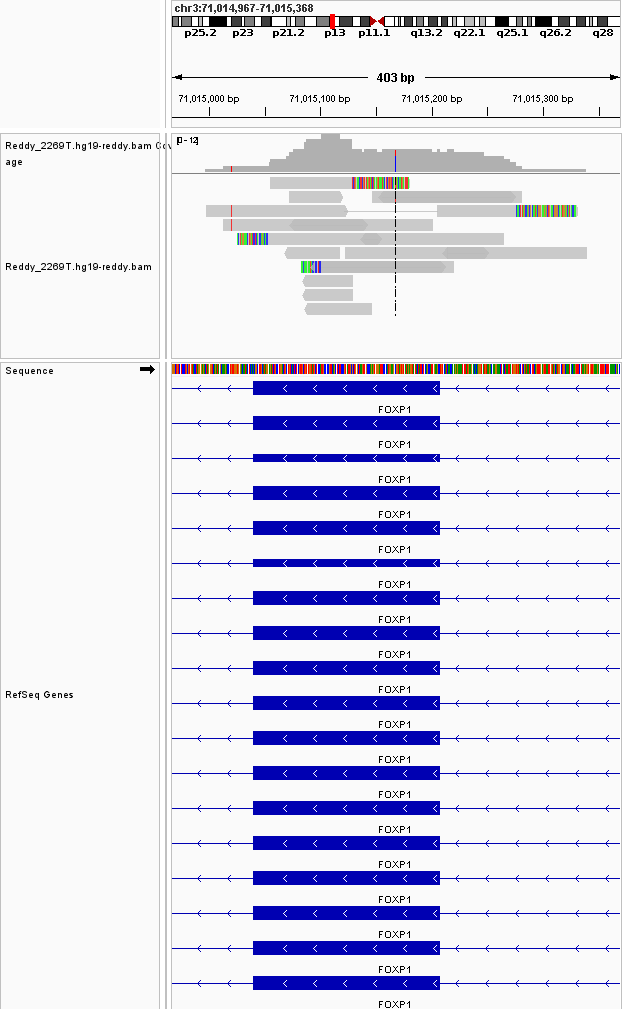 chr3:71,014,967-71,015,368
p25.2 p23 p21.2 p13 p11.1 q13.2 q22.1 q25.1 q26.2 q28
403 bp
71,015,000 bp 71,015,100 bp 71,015,200 bp 71,015,300 bp
Reddy_2269T.hg19-reddy.bam Cov
age
[0 - 12]
Reddy_2269T.hg19-reddy.bam
Sequence
FOXP1
FOXP1
FOXP1
FOXP1
FOXP1
FOXP1
FOXP1
FOXP1
FOXP1
RefSeq Genes
FOXP1
FOXP1
FOXP1
FOXP1
FOXP1
FOXP1
FOXP1
FOXP1
FOXP1